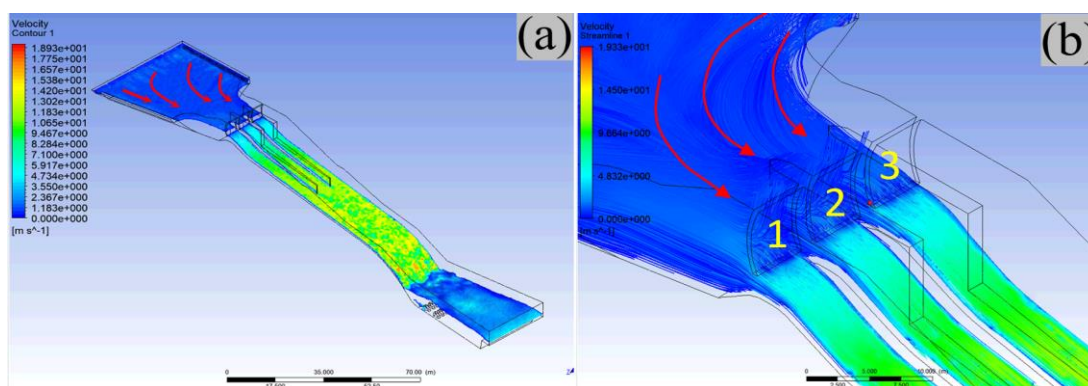 Velocity
Contour 1
(a)
1.893e+001
1.775e+001
1.657e+001
1.538e+001
1.420e+001
1.302e+001
1.183e+001
1.065e+001
9.467e+000
8.284e+000
7.100e+000
5.917e+000
4.734e+000
3.550e+000
2.367e+000
1.183e+000
0.000e+000
[m s^-1]
0
35.000
70.00 (m)
17.500
52.50
Velocity
Streamline 1
(b)
1.933e+001
1.450e+001
9.664e+000
4.832e+000
0.000e+000
[m s^-1]
1
2
3
0
5.000
10.000 (m)
2.500
7.500